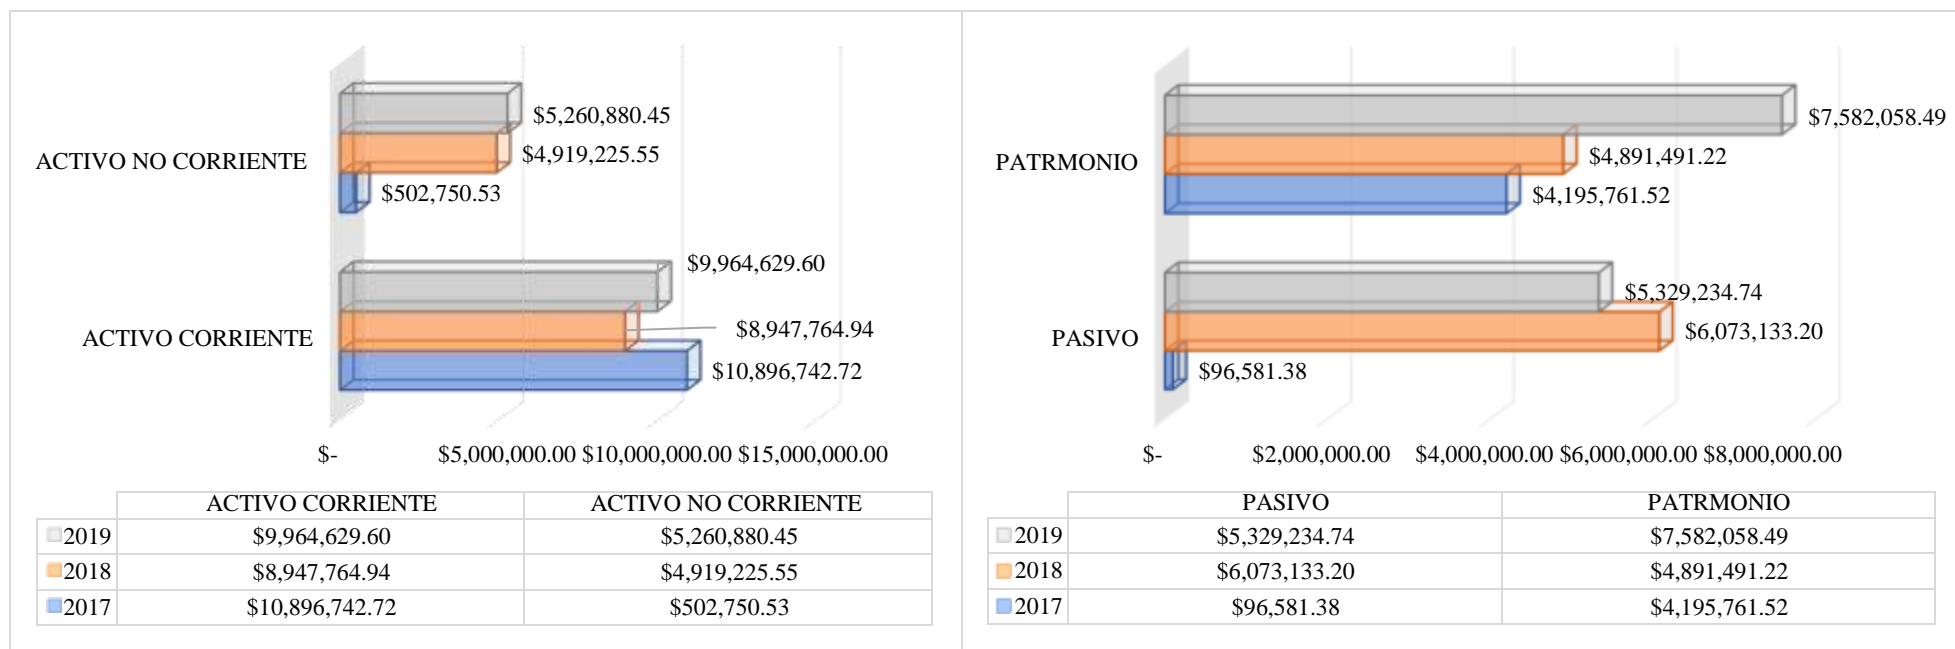 $5,260,880.45
$4,919,225.55
ACTIVO NO CORRIENTE
$502,750.53
$9,964,629.60
$8,947,764.94
ACTIVO CORRIENTE
$10,896,742.72
$- $5,000,000.00 $10,000,000.00 $15,000,000.00
ACTIVO CORRIENTE ACTIVO NO CORRIENTE
2019 $9,964,629.60 $5,260,880.45
2018 $8,947,764.94 $4,919,225.55
2017 $10,896,742.72 $502,750.53
$7,582,058.49
$4,891,491.22
PATRMONIO
$4,195,761.52
$5,329,234.74
$6,073,133.20
PASIVO
$96,581.38
$- $2,000,000.00 $4,000,000.00 $6,000,000.00 $8,000,000.00
PASIVO PATRMONIO
2019 $5,329,234.74 $7,582,058.49
2018 $6,073,133.20 $4,891,491.22
2017 $96,581.38 $4,195,761.52